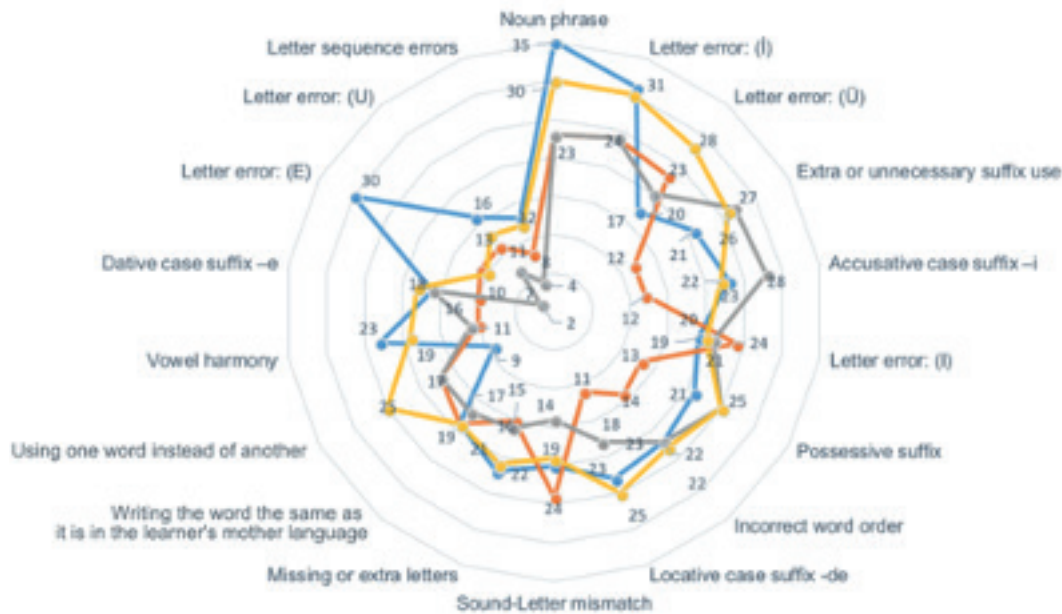 Noun phrase
Letter sequence errors
35
Letter error: (İ)
30
31
Letter error: (U)
Letter error: (Ü)
24
28
23
23
Letter error: (E)
Extra or unnecessary suffix use
30
16
17
20
27
12
26
13
21
11
12
Dative case suffix –e
4
22
Accusative case suffix –i
28
10
23
16
2
12
20
23
11
19
24
Vowel harmony
19
9
13
21
Letter error: (I)
11
17
14
21
25
25
17
15
14
Using one word instead of another
18
Possessive suffix
19
23
22
21
19
23
22
22
Writing the word the same as
it is in the learner's mother language
24
25
Incorrect word order
Missing or extra letters
Locative case suffix -de
Sound-Letter mismatch